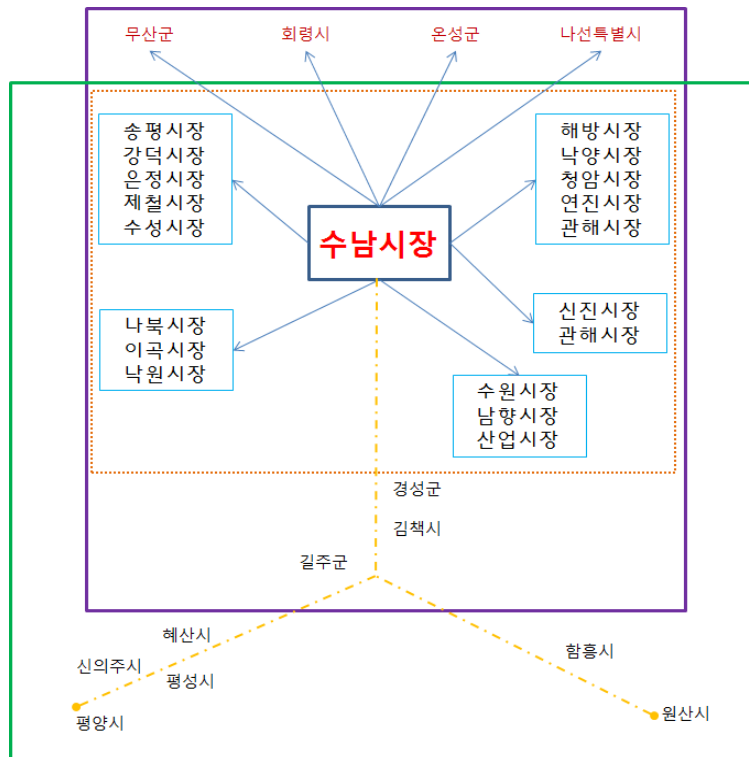 무산군
회령시
온성군
나선특별시
송평시장
강덕시장
은정시장
제철시장
수성시장
해방시장
낙양시장
청암시장
연진시장
관해시장
수남시장
나북시장
이곡시장
낙원시장
신진시장
관해시장
수원시장
남향시장
산업시장
경성군
김책시
길주군
혜산시
신의주시
평성시
평양시
함흥시
원산시